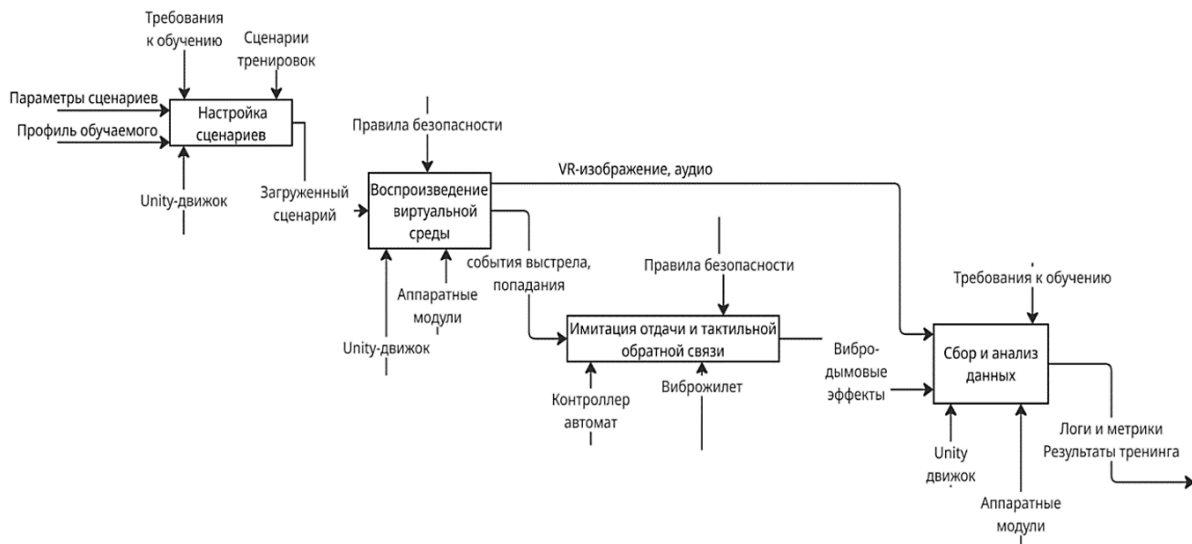 Требования
к обучению
Сценарии
тренировок
Параметры сценариев
Профиль обучаемого
Настройка
сценариев
Unity-движок
Загруженный
сценарий
Правила безопасности
Воспроизведение
виртуальной
среды
VR-изображение, аудио
события выстрела,
попадания
Аппаратные
модули
Unity-движок
Правила безопасности
Имитация отдачи и тактильной
обратной связи
Контроллер
автомат
Виброжилет
Вибро-
дымовые
эффекты
Требования к обучению
Сбор и анализ
данных
Unity
движок
Аппаратные
модули
Логи и метрики
Результаты тренинга